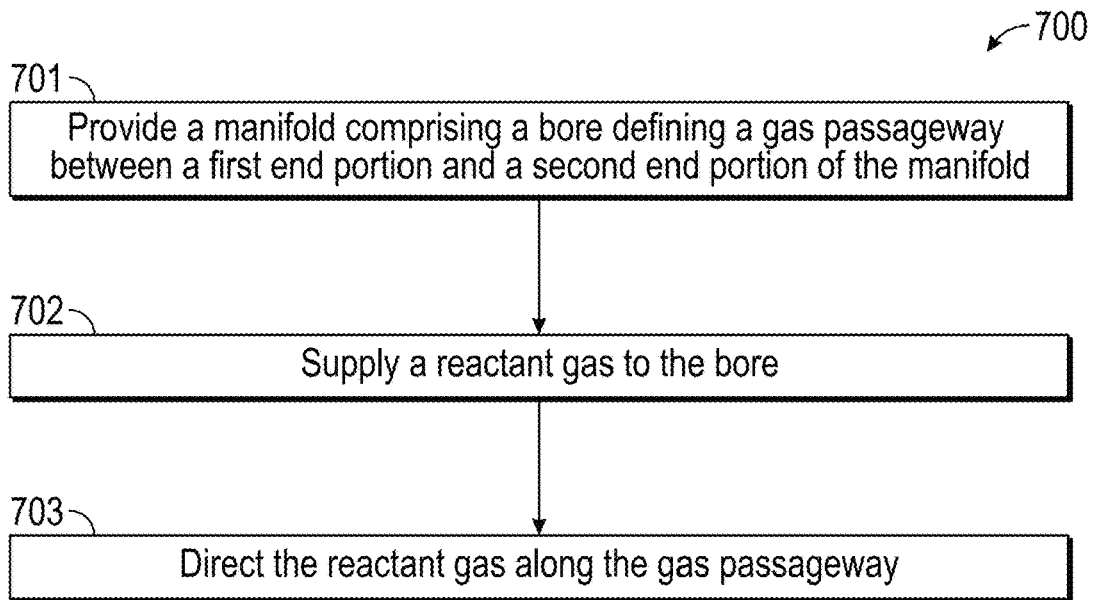 700
701
Provide a manifold comprising a bore defining a gas passageway
between a first end portion and a second end portion of the manifold
702
Supply a reactant gas to the bore
703
Direct the reactant gas along the gas passageway